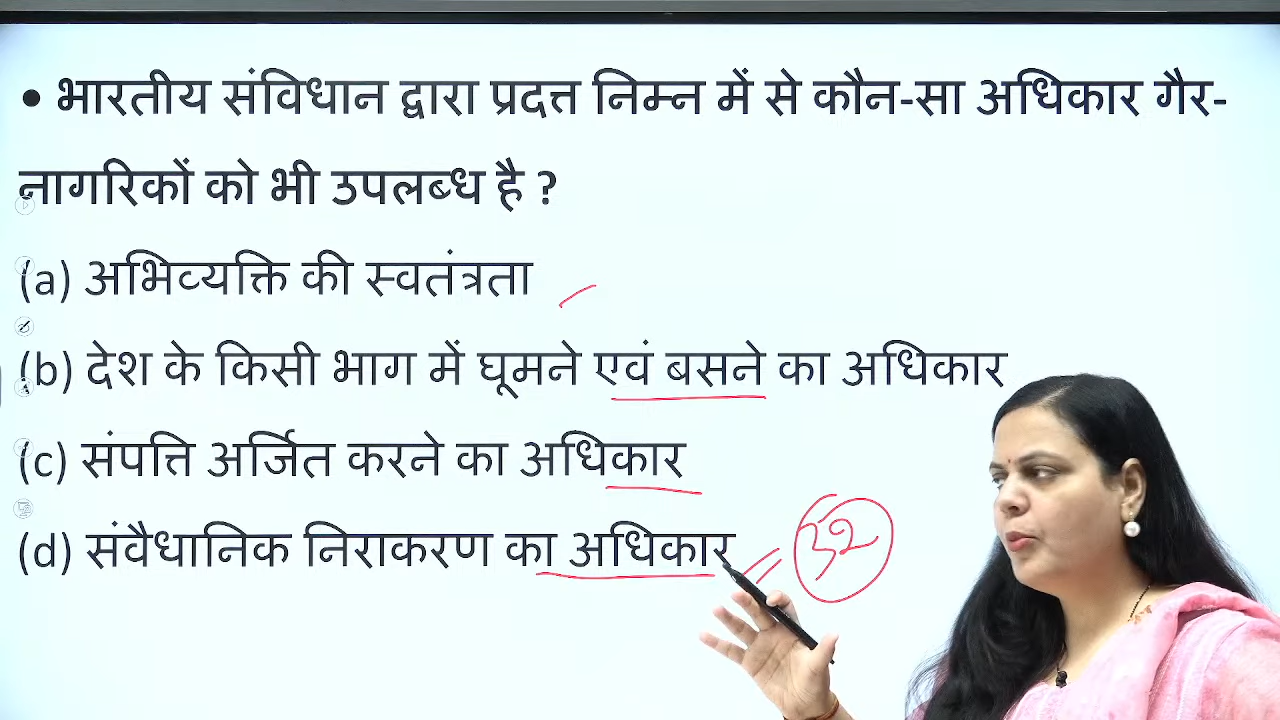 • भारतीय संविधान द्वारा प्रदत्त निम्न में से कौन-सा अधिकार गैर-
नागरिकों को भी उपलब्ध है ?
(a) अभिव्यक्ति की स्वतंत्रता
(b) देश के किसी भाग में घूमने एवं बसने का अधिकार
(c) संपत्ति अर्जित करने का अधिकार
(d) संवैधानिक निराकरण का अधिकार
32